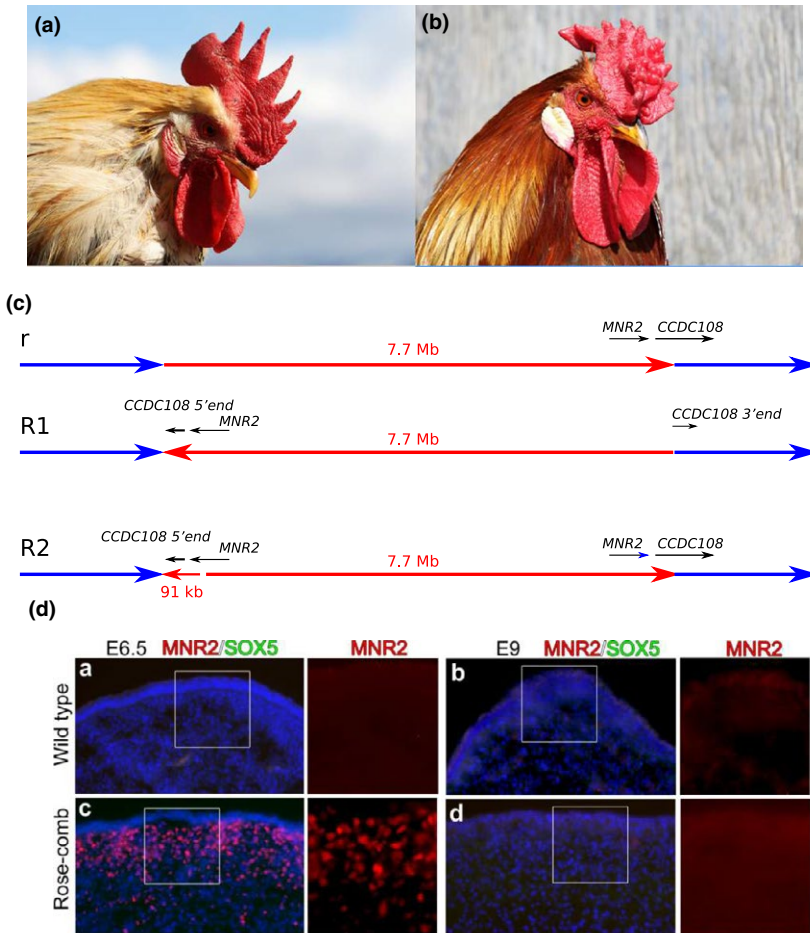 (a)
(b)
(c)
r
MNR2 CCDC108
7.7 Mb
CCDC108 5'end
R1
MNR2
CCDC108 3'end
7.7 Mb
CCDC108 5'end
R2
MNR2
MNR2 CCDC108
7.7 Mb
91 kb
(d)
E6.5 MNR2/SOX5 MNR2 E9 MNR2/SOX5 MNR2
Wild type
a
b
Rose-comb
c
d